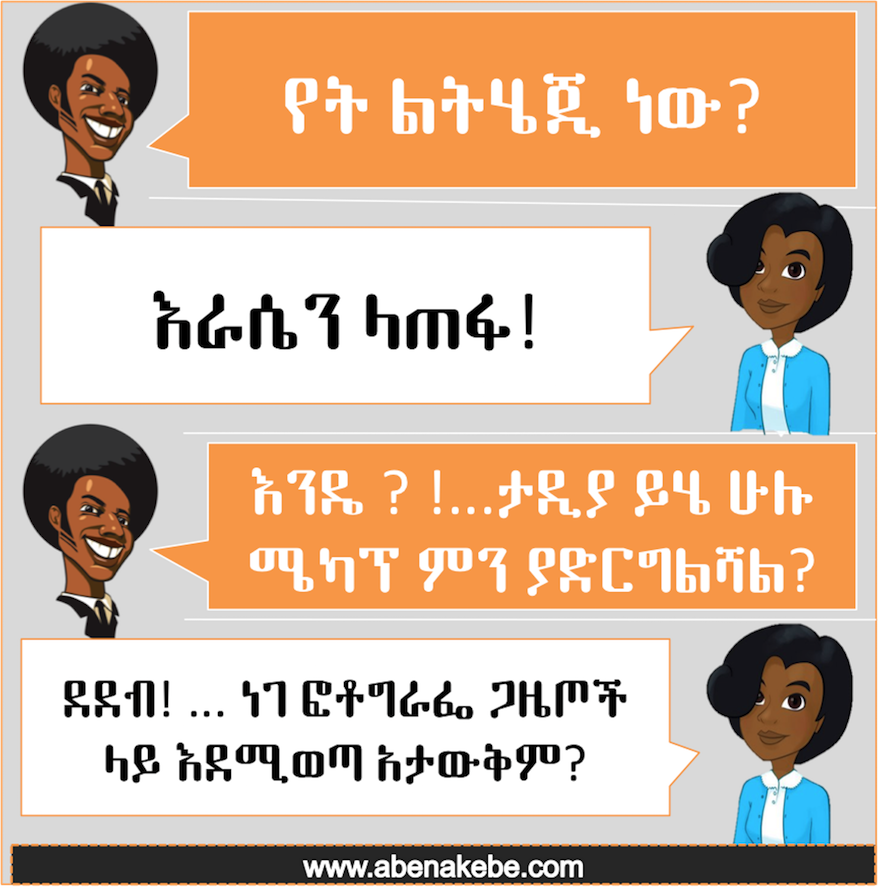 የት ልትሄጂ ነው?
እራሴን ላጠፋ!
እንዴ ? !...ታዲያ ይሄ ሁሉ
ሜካፕ ምን ያድርግልሻል?
ደደብ! ... ነገ ፎቶግራፌ ጋዜጦች
ላይ እደሚወጣ አታውቅም?
www.abenakebe.com